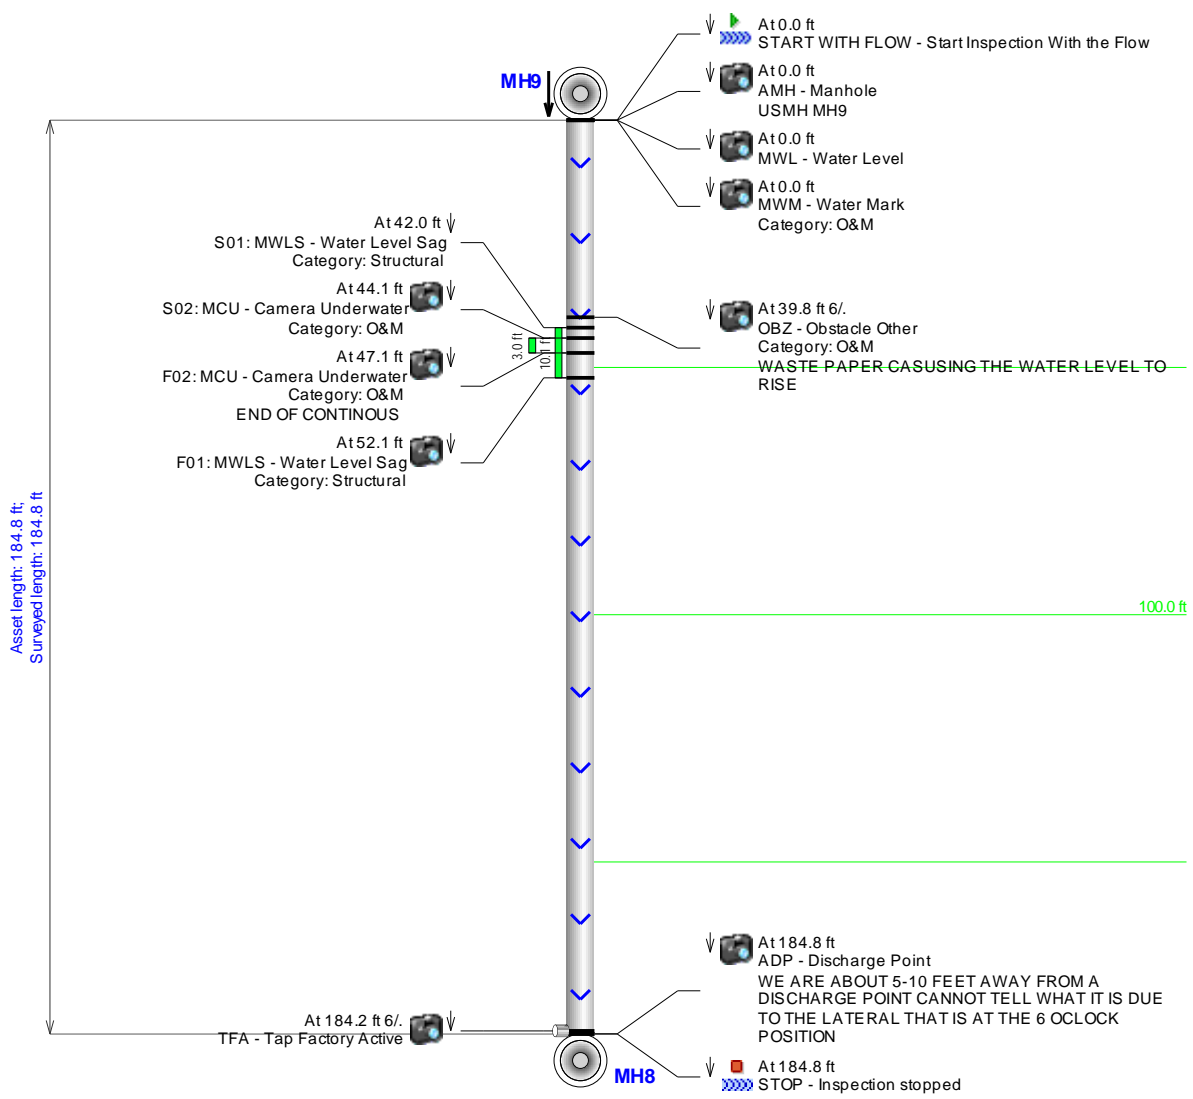 At 0.0 ft
START WITH FLOW - Start Inspection With the Flow
At 0.0 ft
AMH - Manhole
USMH MH9
MH9
At 0.0 ft
MWL - Water Level
At 0.0 ft
MWM - Water Mark
Category: O&M
At 42.0 ft
S01: MWLS - Water Level Sag
Category: Structural
At 44.1 ft
S02: MCU - Camera Underwater
Category: O&M
At 47.1 ft
F02: MCU - Camera Underwater
Category: O&M
END OF CONTINOUS
At 52.1 ft
F01: MWLS - Water Level Sag
Category: Structural
3.0 ft
10.1 ft
At 39.8 ft 6/.
OBZ - Obstacle Other
Category: O&M
WASTE PAPER CASUSING THE WATER LEVEL TO
RISE
Asset length: 184.8 ft;
Surveyed length: 184.8 ft
100.0 ft
At 184.8 ft
ADP - Discharge Point
WE ARE ABOUT 5-10 FEET AWAY FROM A
DISCHARGE POINT CANNOT TELL WHAT IT IS DUE
TO THE LATERAL THAT IS AT THE 6 OCLOCK
POSITION
At 184.2 ft 6/.
TFA - Tap Factory Active
MH8
At 184.8 ft
STOP - Inspection stopped